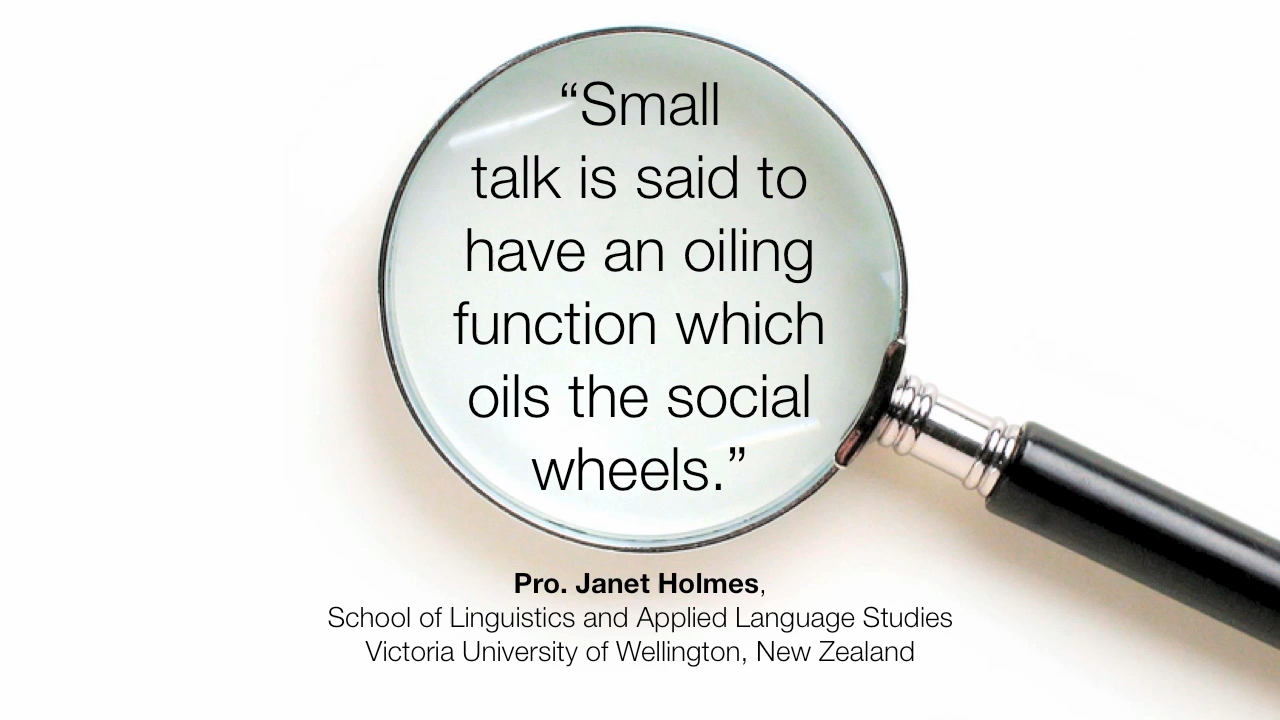 “Small
talk is said to
have an oiling
function which
oils the social
wheels.”
Pro. Janet Holmes,
School of Linguistics and Applied Language Studies
Victoria University of Wellington, New Zealand